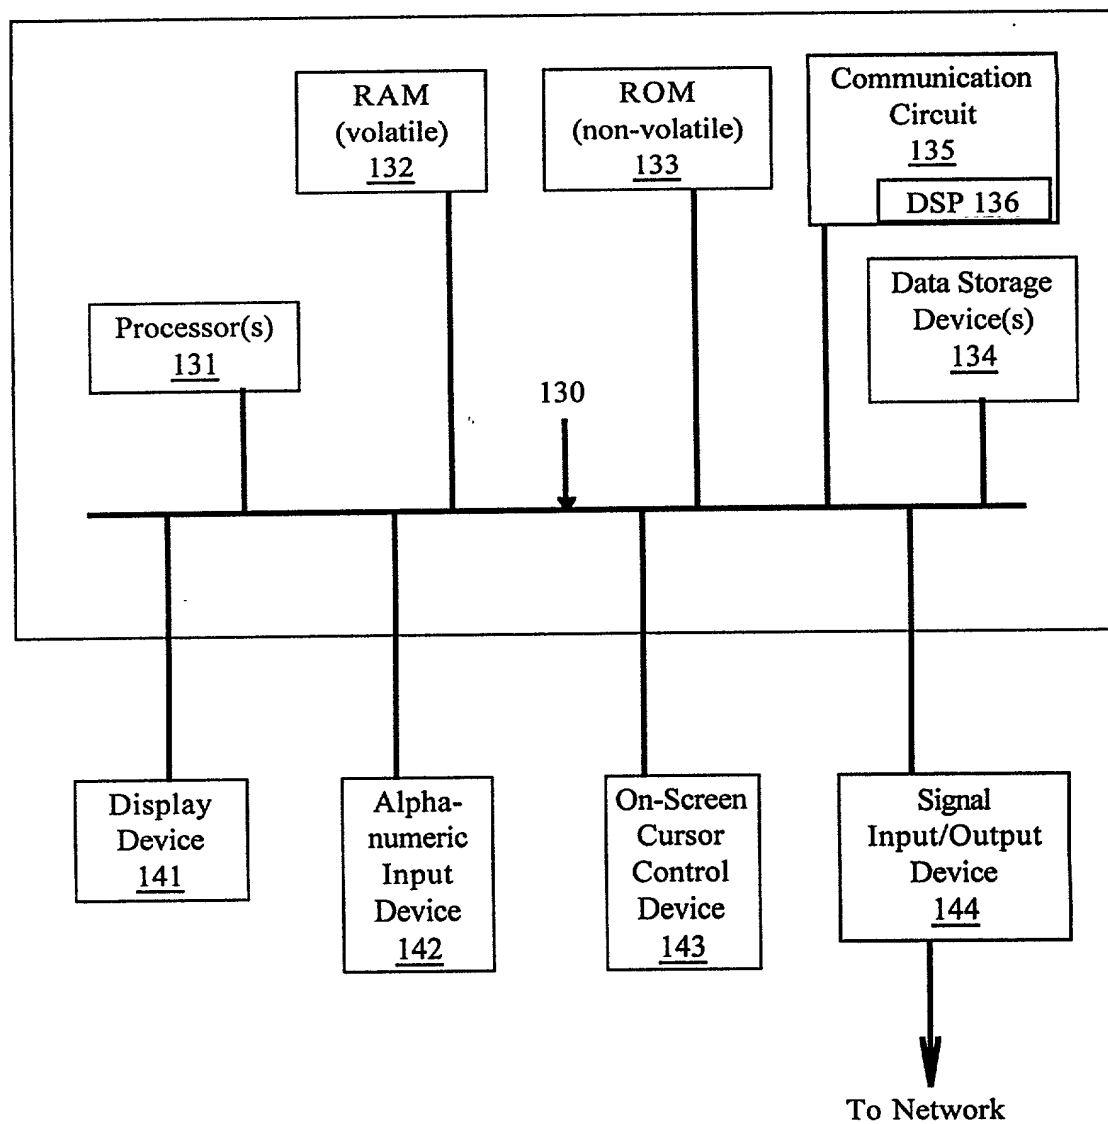 RAM
(volatile)
132
ROM
(non-volatile)
133
Communication
Circuit
135
DSP 136
Processor(s)
131
Data Storage
Device(s)
134
130
Display
Device
141
Alpha-
numeric
Input
Device
142
On-Screen
Cursor
Control
Device
143
Signal
Input/Output
Device
144
To Network